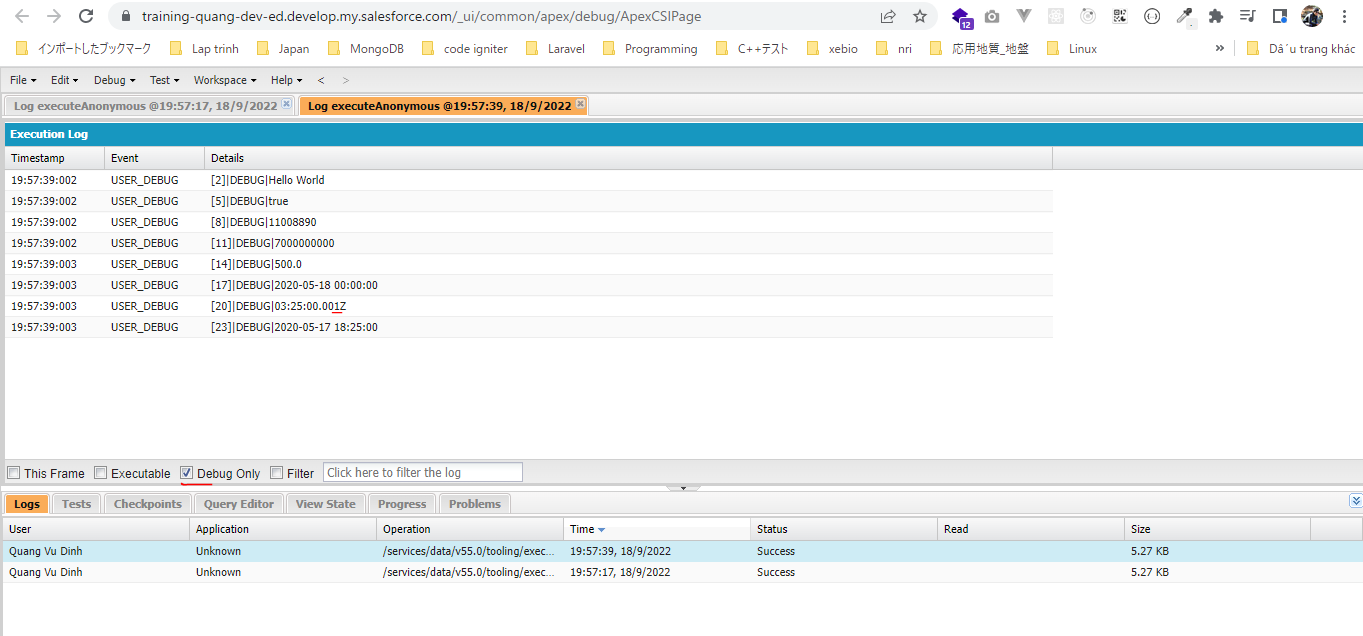 training-quang-dev-ed.develop.my.salesforce.com/_ui/common/apex/debug/ApexCSIPage
12
インポートしたブックマーク Lap trinh Japan MongoDB code igniter Laravel Programming C++テスト xebio nri 応用地質_地盤 Linux » Dấu trang khác
File Edit Debug Test Workspace Help < >
Log executeAnonymous @19:57:17, 18/9/2022 Log executeAnonymous @19:57:39, 18/9/2022
Execution Log
Timestamp Event Details
19:57:39:002 USER_DEBUG [2]|DEBUG|Hello World
19:57:39:002 USER_DEBUG [5]|DEBUG|true
19:57:39:002 USER_DEBUG [8]|DEBUG|11008890
19:57:39:002 USER_DEBUG [11]|DEBUG|7000000000
19:57:39:003 USER_DEBUG [14]|DEBUG|500.0
19:57:39:003 USER_DEBUG [17]|DEBUG|2020-05-18 00:00:00
19:57:39:003 USER_DEBUG [20]|DEBUG|03:25:00.001Z
19:57:39:003 USER_DEBUG [23]|DEBUG|2020-05-17 18:25:00
This Frame Executable Debug Only Filter Click here to filter the log
Logs Tests Checkpoints Query Editor View State Progress Problems
User Application Operation Time Status Read Size
Quang Vu Dinh Unknown /services/data/v55.0/tooling/exec... 19:57:39, 18/9/2022 Success 5.27 KB
Quang Vu Dinh Unknown /services/data/v55.0/tooling/exec... 19:57:17, 18/9/2022 Success 5.27 KB